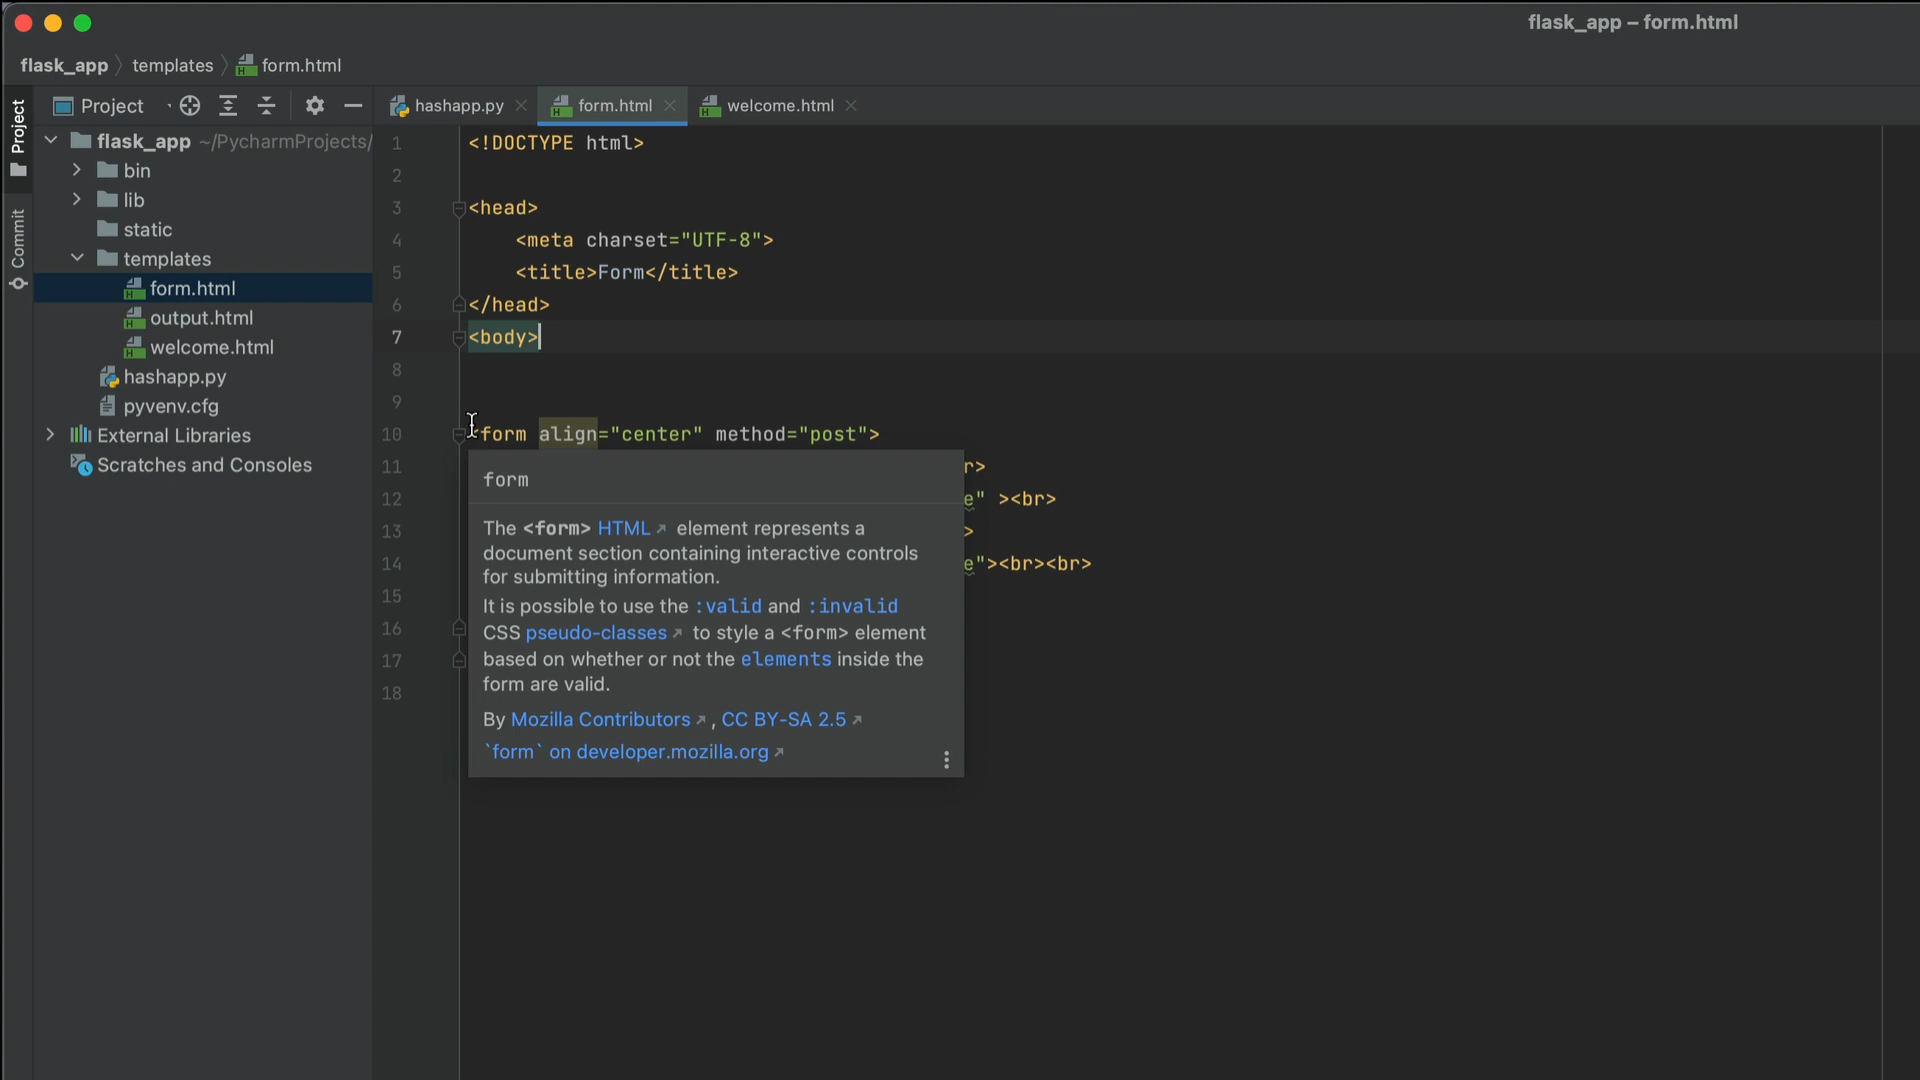 flask_app – form.html
flask_app templates form.html
Project
Commit
Project
hashapp.py
form.html
welcome.html
flask_app ~/PycharmProjects/
bin
lib
static
templates
form.html
output.html
welcome.html
hashapp.py
pyvenv.cfg
External Libraries
Scratches and Consoles
1 <!DOCTYPE html>
2
3 <head>
4 <meta charset="UTF-8">
5 <title>Form</title>
6 </head>
7 <body>
8
9
10 <form align="center" method="post">
11 r>
12 e" ><br>
13 >
14 e"><br><br>
15
16
17
18
form
The <form> HTML element represents a
document section containing interactive controls
for submitting information.
It is possible to use the :valid and :invalid
CSS pseudo-classes to style a <form> element
based on whether or not the elements inside the
form are valid.
By Mozilla Contributors , CC BY-SA 2.5
`form` on developer.mozilla.org